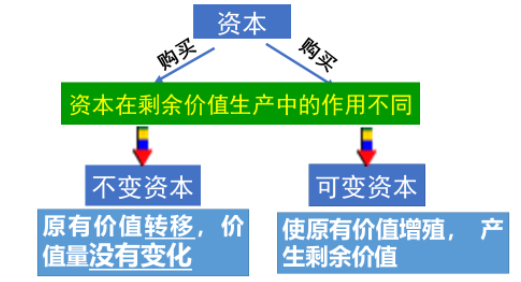 资本
购买
购买
资本在剩余价值生产中的作用不同
不变资本
可变资本
原有价值转移，价
值量没有变化
使原有价值增殖， 产
生剩余价值